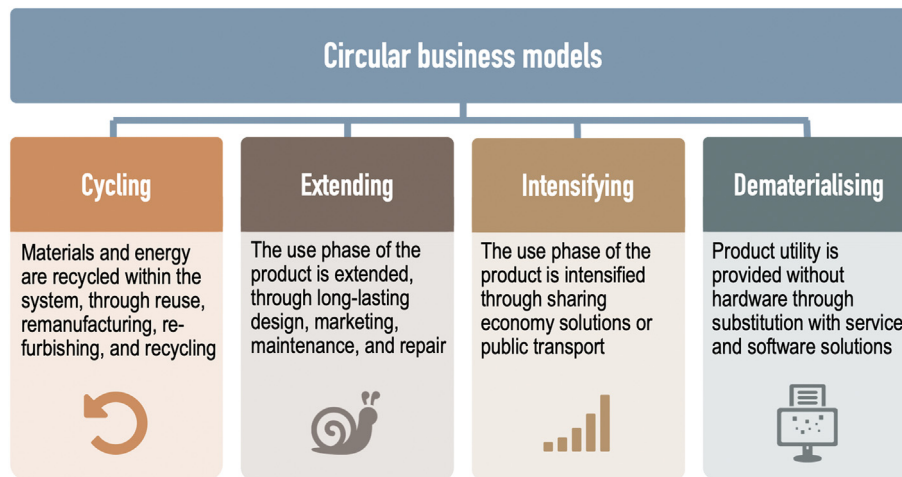 Circular business models
Cycling
Materials and energy
are recycled within the
system, through reuse,
remanufacturing, re-
furbishing, and recycling
Extending
The use phase of the
product is extended,
through long-lasting
design, marketing,
maintenance, and repair
Intensifying
The use phase of the
product is intensified
through sharing
economy solutions or
public transport
Dematerialising
Product utility is
provided without
hardware through
substitution with service
and software solutions